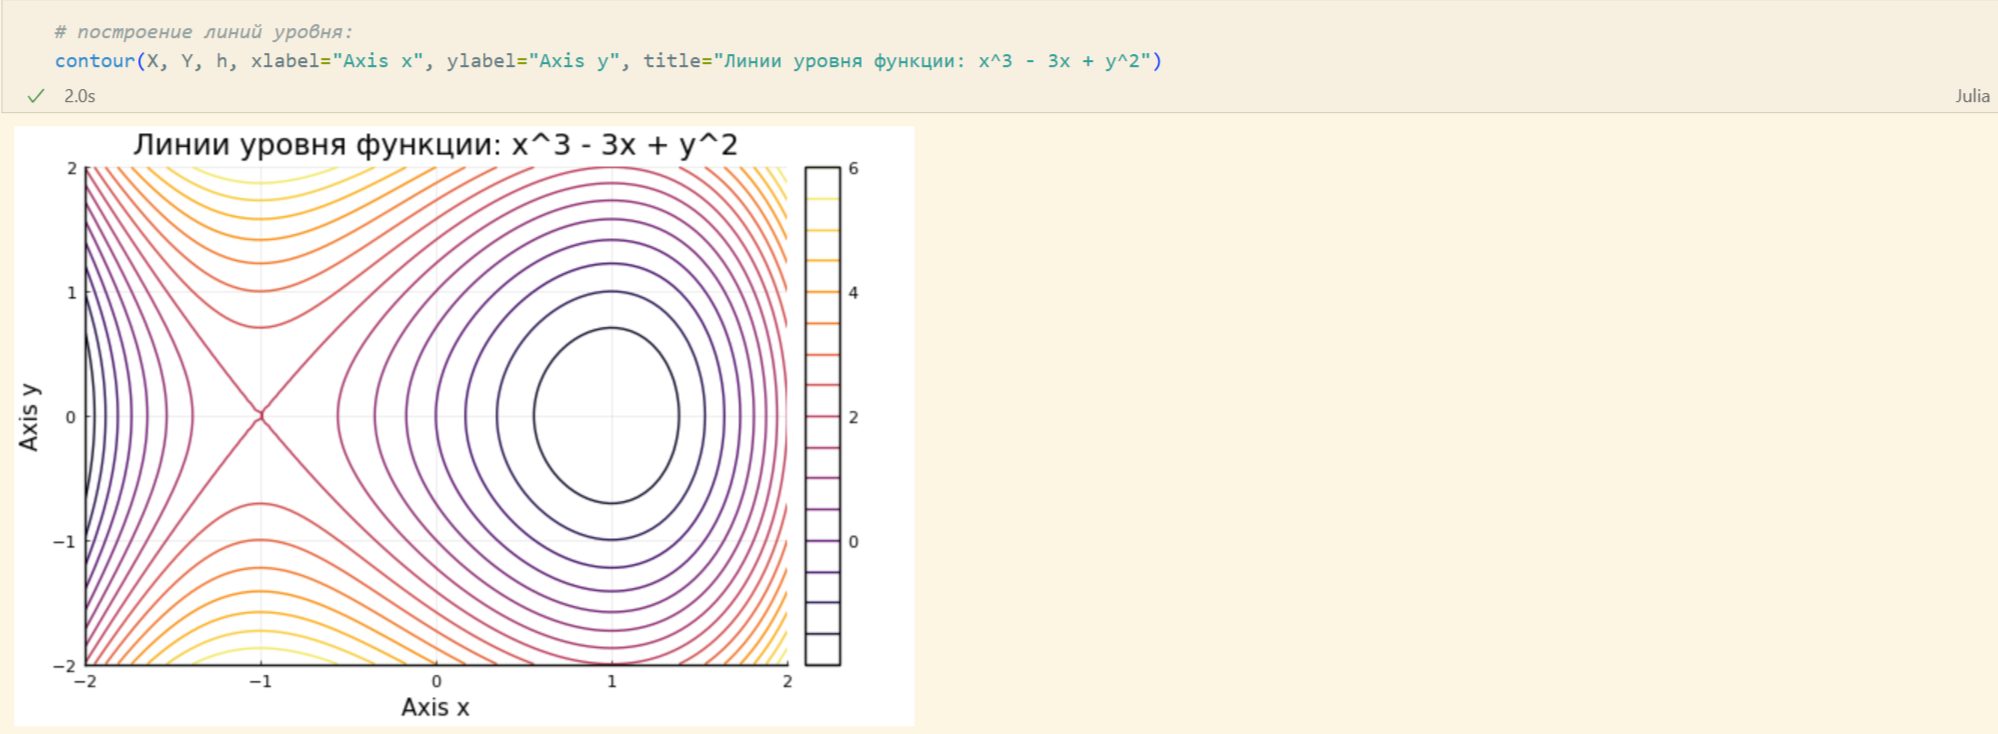 # построение линий уровня:
contour(X, Y, h, xlabel="Axis x", ylabel="Axis y", title="Линии уровня функции: x^3 - 3x + y^2")
2.0s
Julia
Линии уровня функции: x^3 - 3x + y^2
2
1
0
−1
−2
Axis y
−2 −1 0 1 2
Axis x
6
4
2
0